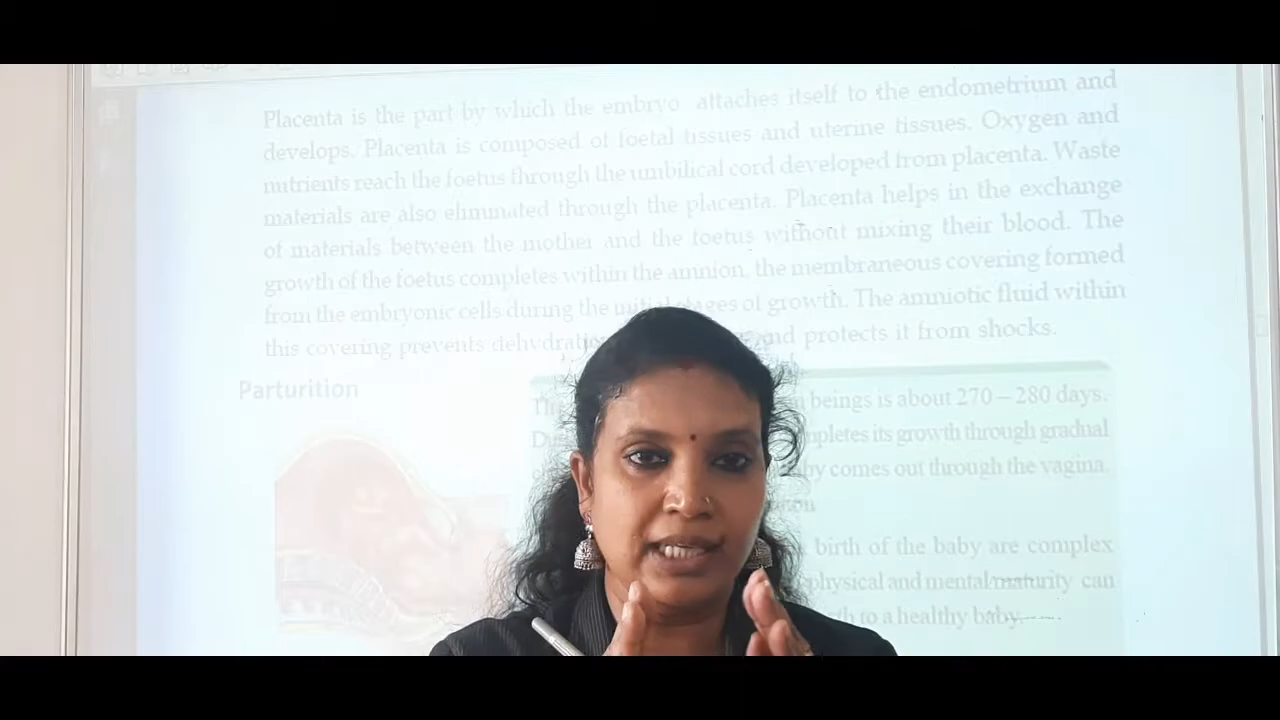 Placenta is the part by which the embryo attaches itself to the endometrium and
develops. Placenta is composed of foetal tissues and uterine tissues. Oxygen and
nutrients reach the foetus through the umbilical cord developed from placenta. Waste
materials are also eliminated through the placenta. Placenta helps in the exchange
of materials between the mother and the foetus without mixing their blood. The
growth of the foetus completes within the amnion, the membraneous covering formed
from the embryonic cells during the initial stages of growth. The amniotic fluid within
this covering prevents and protects it from shocks.
Parturition
beings is about 270 – 280 days.
its growth through gradual
comes out through the vagina.
birth of the baby are complex
physical and mental maturity can
to a healthy baby.